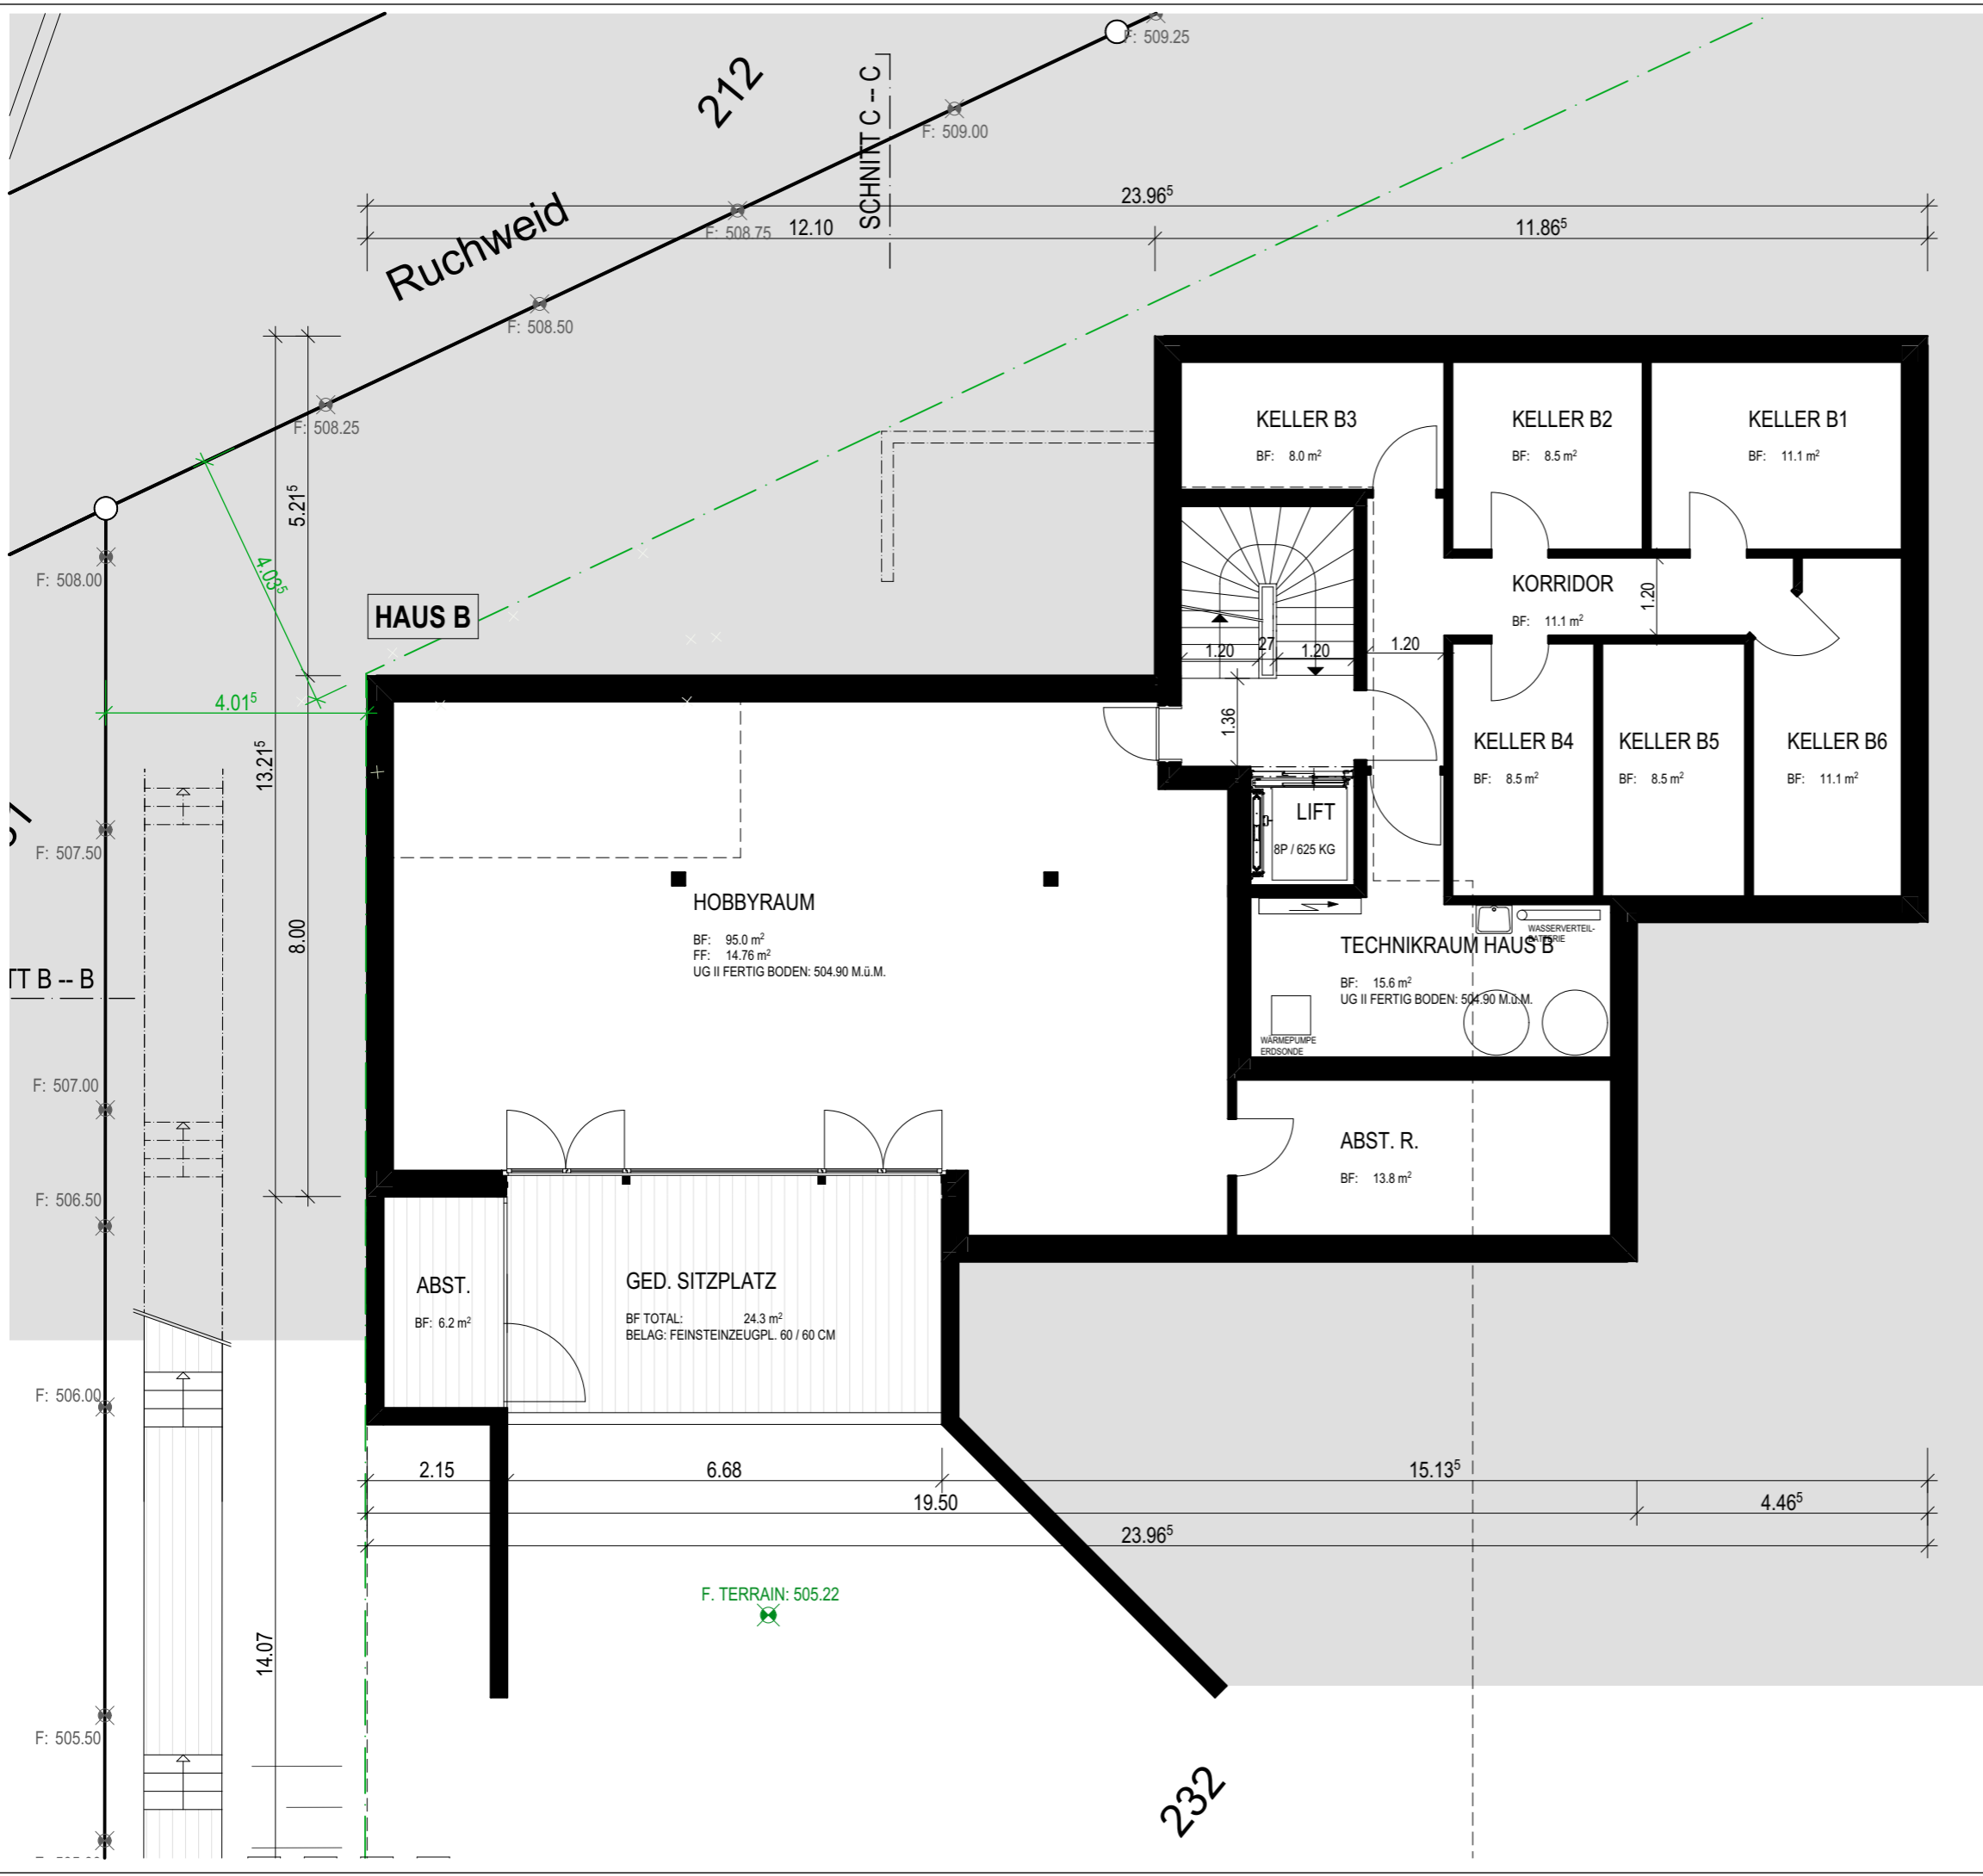 F: 509.25
212
SCHNITT C -- C
F: 509.00
23.96⁵
Ruchweid
F: 508.75
12.10
11.86⁵
F: 508.50
F: 508.25
KELLER B3
BF: 8.0 m²
KELLER B2
BF: 8.5 m²
KELLER B1
BF: 11.1 m²
5.21⁵
4.03⁵
F: 508.00
HAUS B
KORRIDOR
BF: 11.1 m²
1.20
1.20
27
1.20
1.20
4.01⁵
1.36
13.21⁵
KELLER B4
BF: 8.5 m²
KELLER B5
BF: 8.5 m²
KELLER B6
BF: 11.1 m²
LIFT
8P / 625 KG
F: 507.50
HOBBYRAUM
BF: 95.0 m²
FF: 14.76 m²
UG II FERTIG BODEN: 504.90 M.ü.M.
8.00
WASSERVERTEIL-
BATTERIE
TECHNIKRAUM HAUS B
BF: 15.6 m²
UG II FERTIG BODEN: 504.90 M.ü.M.
TT B -- B
WÄRMEPUMPE
ERDSONDE
F: 507.00
ABST. R.
BF: 13.8 m²
F: 506.50
ABST.
BF: 6.2 m²
GED. SITZPLATZ
BF TOTAL: 24.3 m²
BELAG: FEINSTEINZEUGPL. 60 / 60 CM
F: 506.00
2.15
6.68
15.13⁵
19.50
4.46⁵
23.96⁵
F. TERRAIN: 505.22
14.07
F: 505.50
232